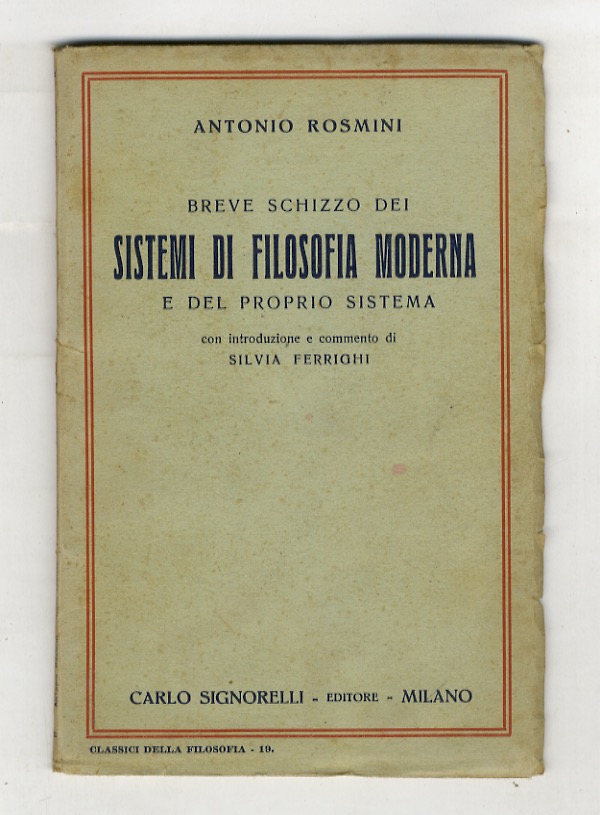 ANTONIO ROSMINI
BREVE SCHIZZO DEI
SISTEMI DI FILOSOFIA MODERNA
E DEL PROPRIO SISTEMA
con introduzione e commento di
SILVIA FERRIGHI
CARLO SIGNORELLI - EDITORE - MILANO
CLASSICI DELLA FILOSOFIA - 19.